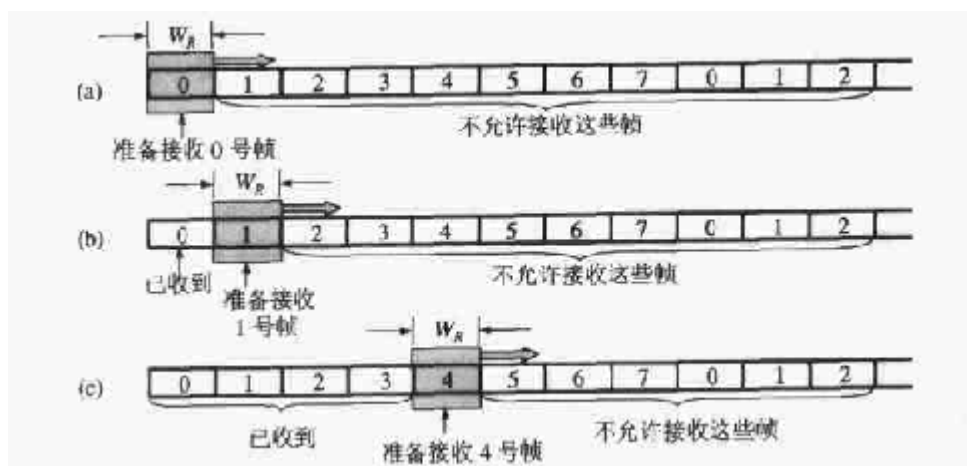 W_R
(a) 0 1 2 3 4 5 6 7 0 1 2
不允许接收这些帧
准备接收 0 号帧
W_R
(b) 0 1 2 3 4 5 6 7 0 1 2
已收到
不允许接收这些帧
准备接收
1 号帧
W_R
(c) 0 1 2 3 4 5 6 7 0 1 2
已收到
不允许接收这些帧
准备接收 4 号帧